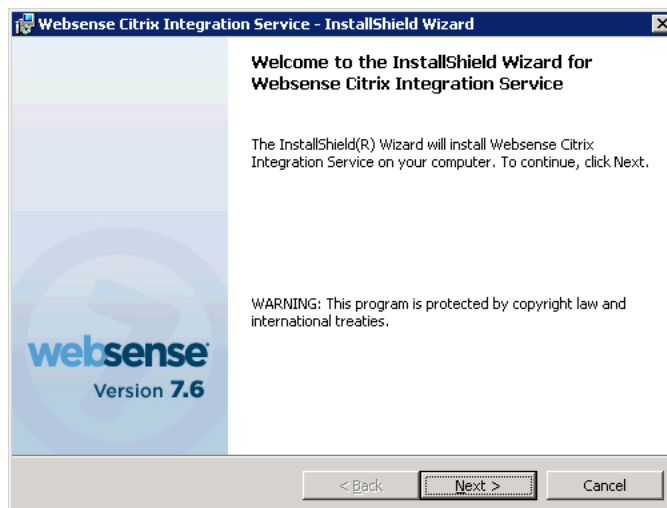 Websense Citrix Integration Service - InstallShield Wizard
Welcome to the InstallShield Wizard for
Websense Citrix Integration Service
The InstallShield(R) Wizard will install Websense Citrix
Integration Service on your computer. To continue, click Next.
WARNING: This program is protected by copyright law and
international treaties.
websense
Version 7.6
< Back
Next >
Cancel